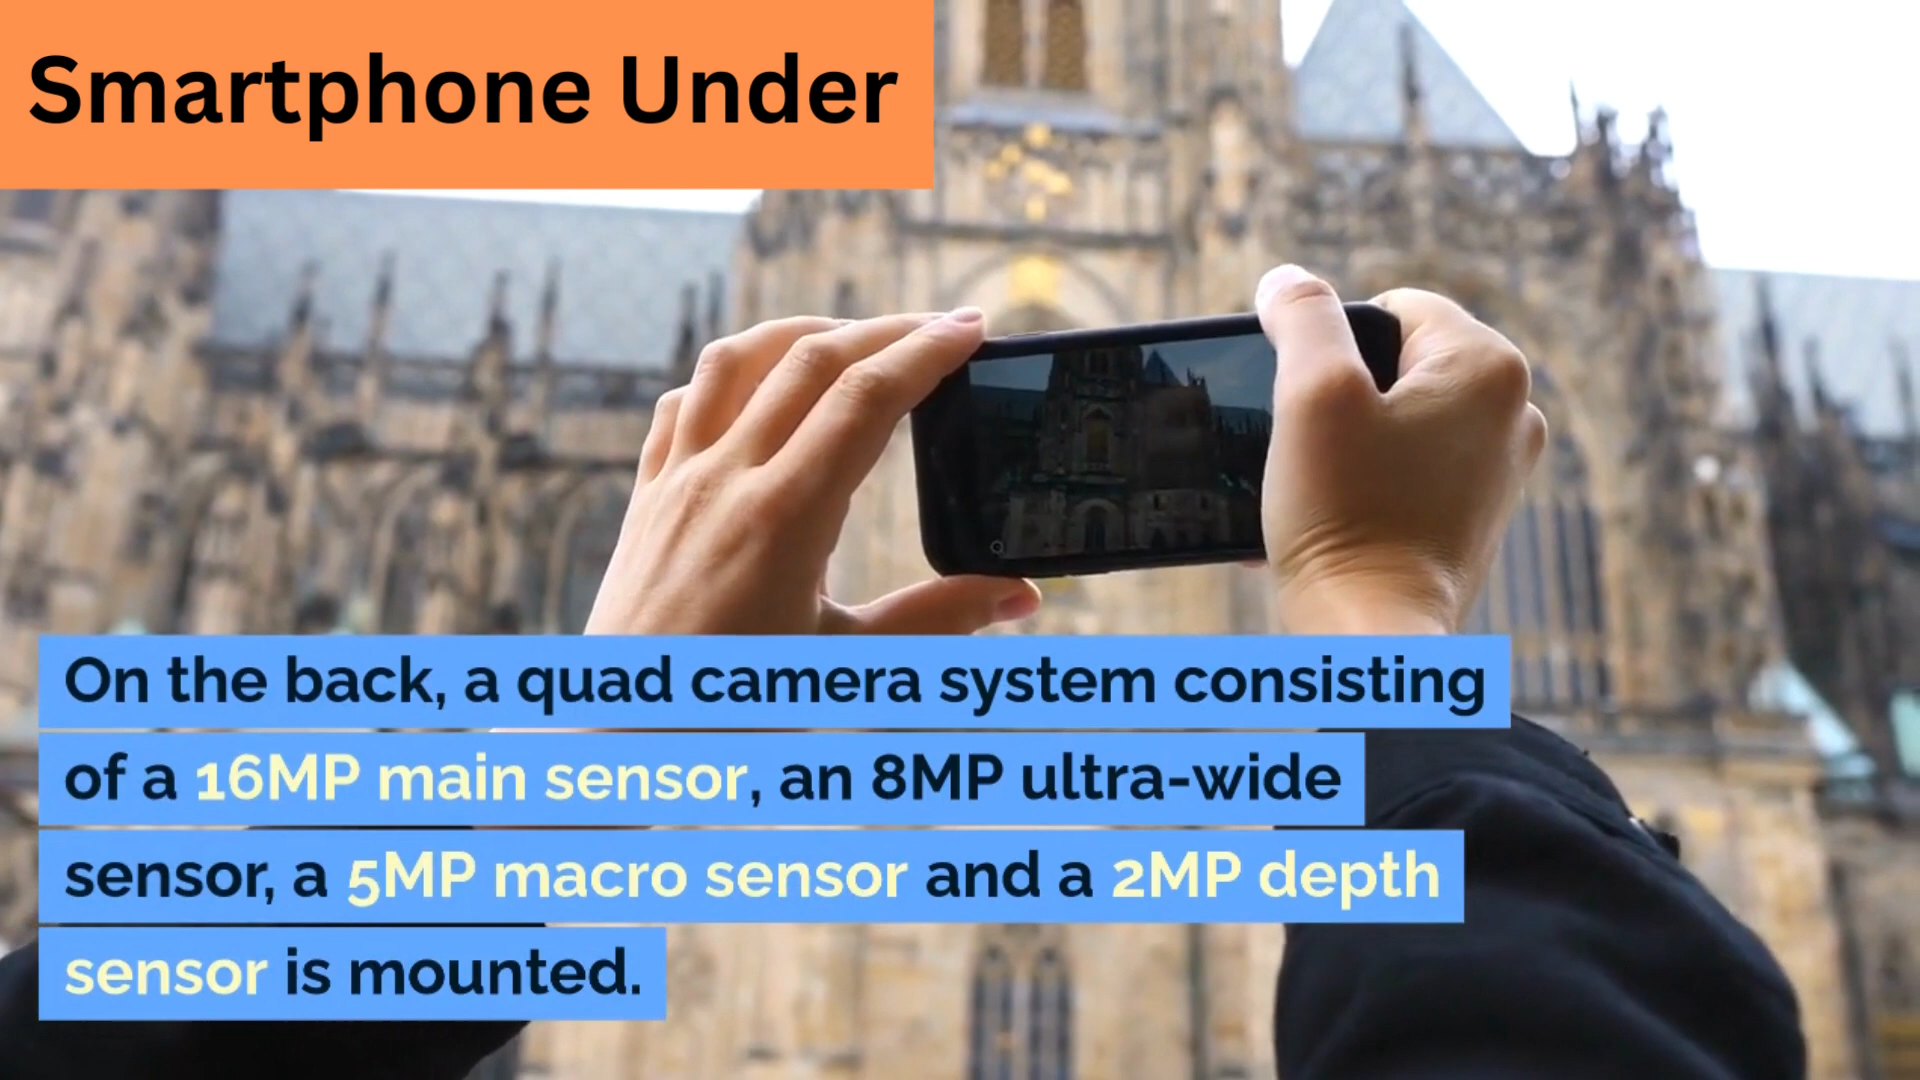 Smartphone Under
On the back, a quad camera system consisting
of a 16MP main sensor, an 8MP ultra-wide
sensor, a 5MP macro sensor and a 2MP depth
sensor is mounted.